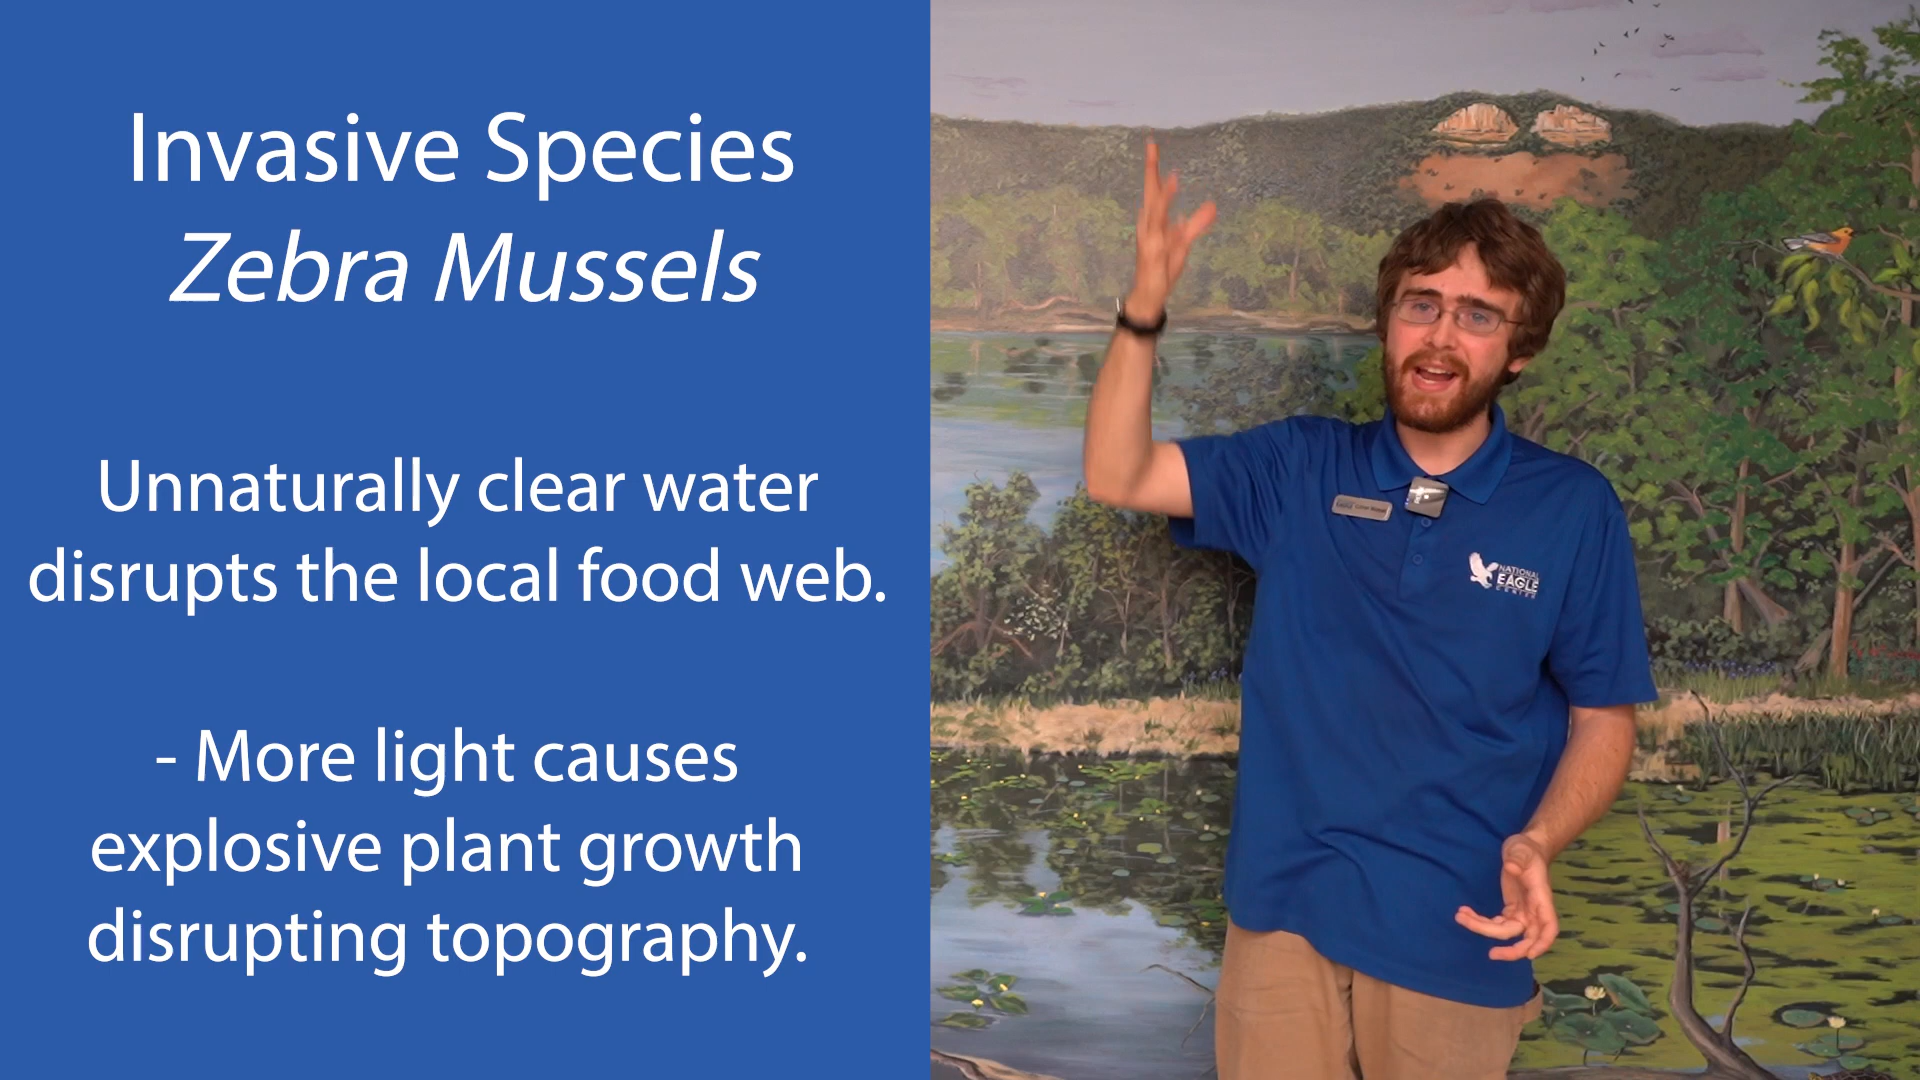 Invasive Species
Zebra Mussels
Unnaturally clear water
disrupts the local food web.
- More light causes
explosive plant growth
disrupting topography.
NATIONAL
EAGLE
CENTER